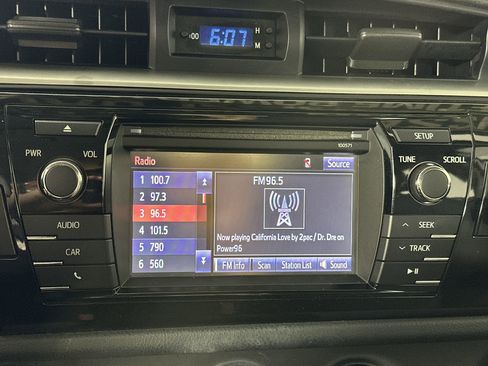 :00
6:07
H
M
100571
SETUP
PWR VOL
Radio
Source
TUNE SCROLL
1 100.7
2 97.3
3 96.5
4 101.5
5 790
6 560
FM96.5
Now playing California Love by 2pac / Dr. Dre on
Power96
FM Info
Scan
Station List
Sound
AUDIO
CAR
SEEK
TRACK